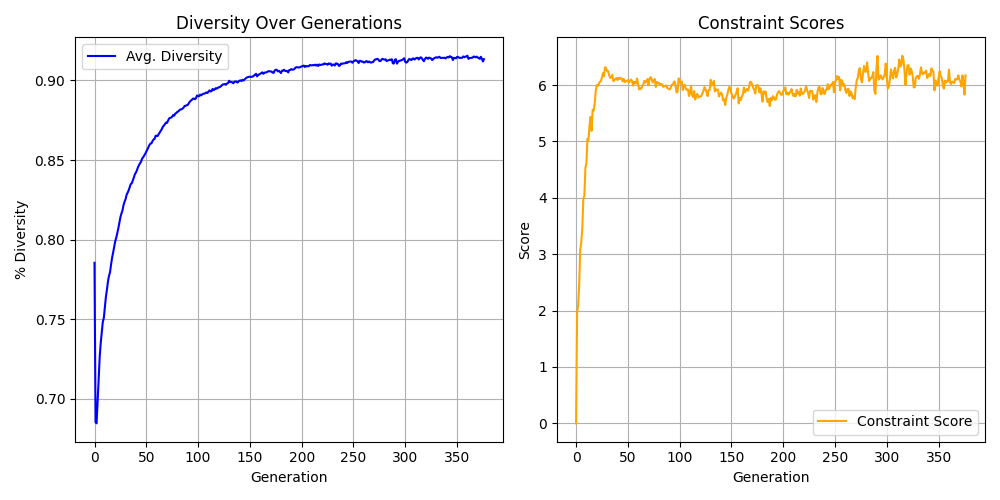 Diversity Over Generations
Avg. Diversity
% Diversity
0.90
0.85
0.80
0.75
0.70
0 50 100 150 200 250 300 350
Generation
Constraint Scores
Score
6
5
4
3
2
1
0
Constraint Score
0 50 100 150 200 250 300 350
Generation